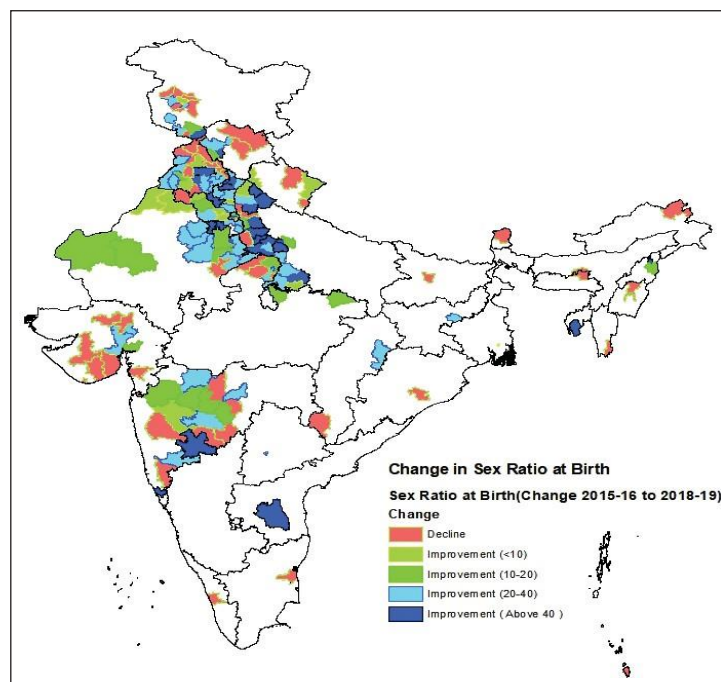 Change in Sex Ratio at Birth
Sex Ratio at Birth(Change 2015-16 to 2018-19)
Change
Decline
Improvement (<10)
Improvement (10-20)
Improvement (20-40)
Improvement ( Above 40 )